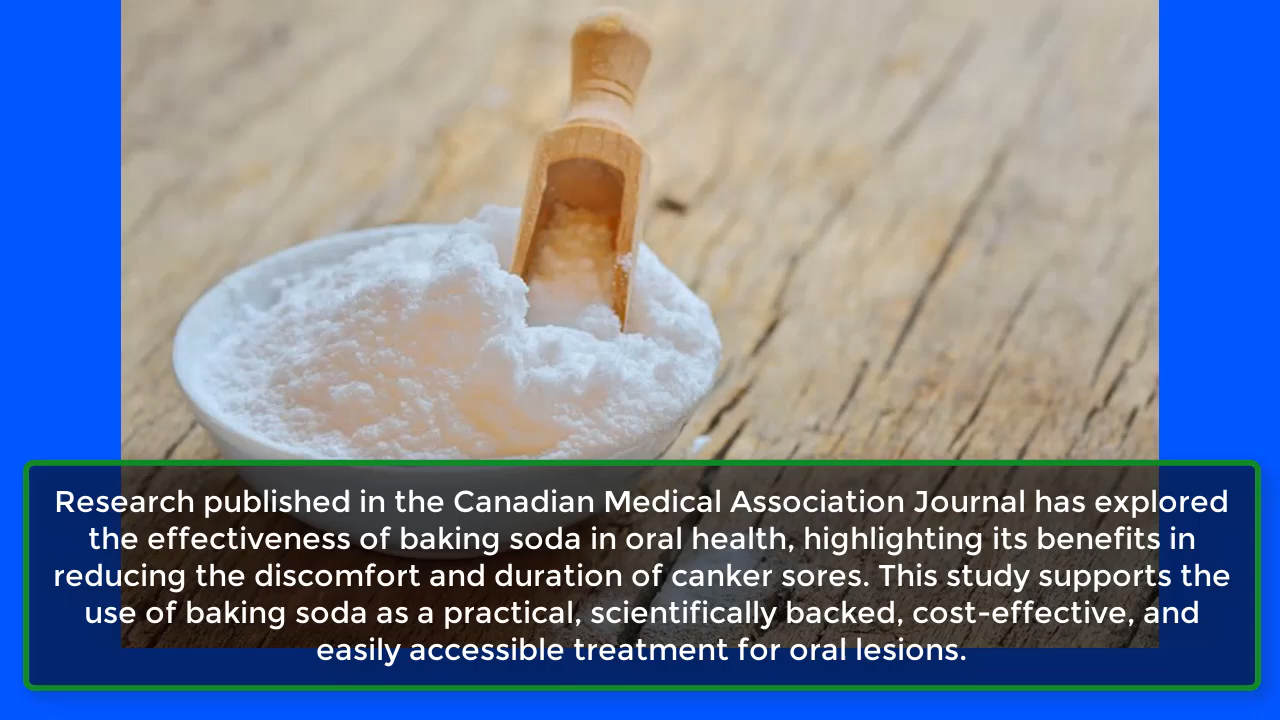 Research published in the Canadian Medical Association Journal has explored
the effectiveness of baking soda in oral health, highlighting its benefits in
reducing the discomfort and duration of canker sores. This study supports the
use of baking soda as a practical, scientifically backed, cost-effective, and
easily accessible treatment for oral lesions.